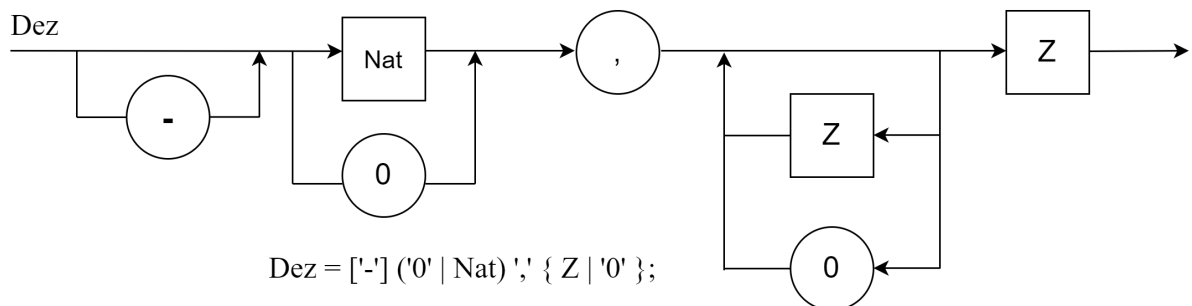 Dez
Nat
,
Z
-
Z
0
0
Dez = ['-'] ('0' | Nat) ',' { Z | '0' };